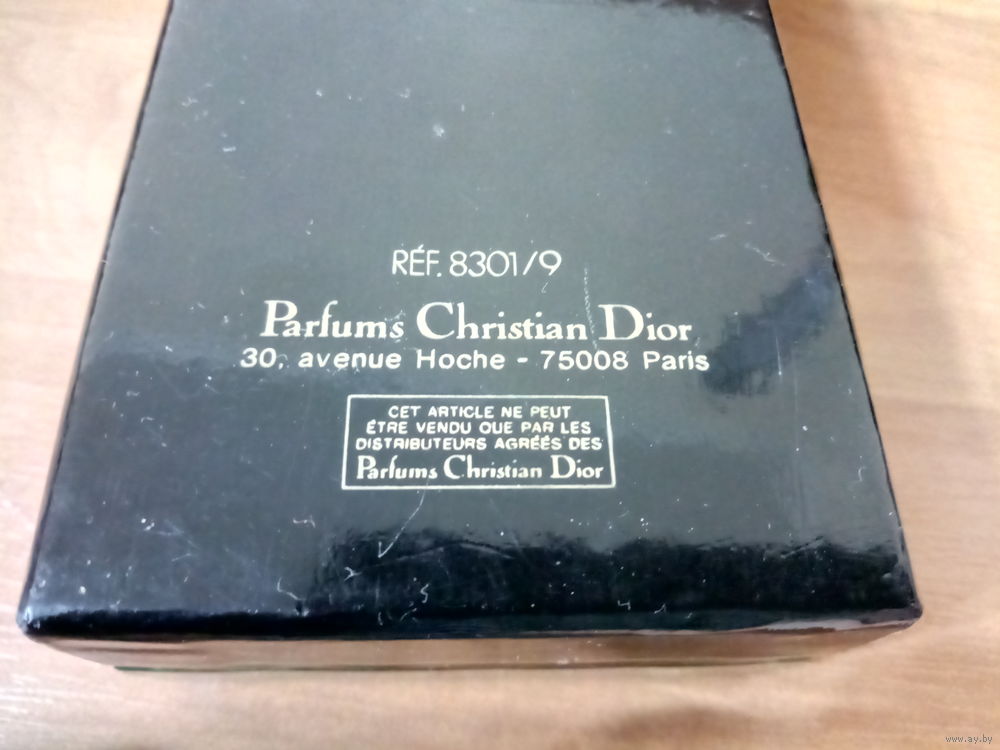 RÉF. 8301/9
Parfums Christian Dior
30, avenue Hoche - 75008 Paris
CET ARTICLE NE PEUT
ÊTRE VENDU QUE PAR LES
DISTRIBUTEURS AGRÉÉS DES
Parfums Christian Dior
www.ay.by